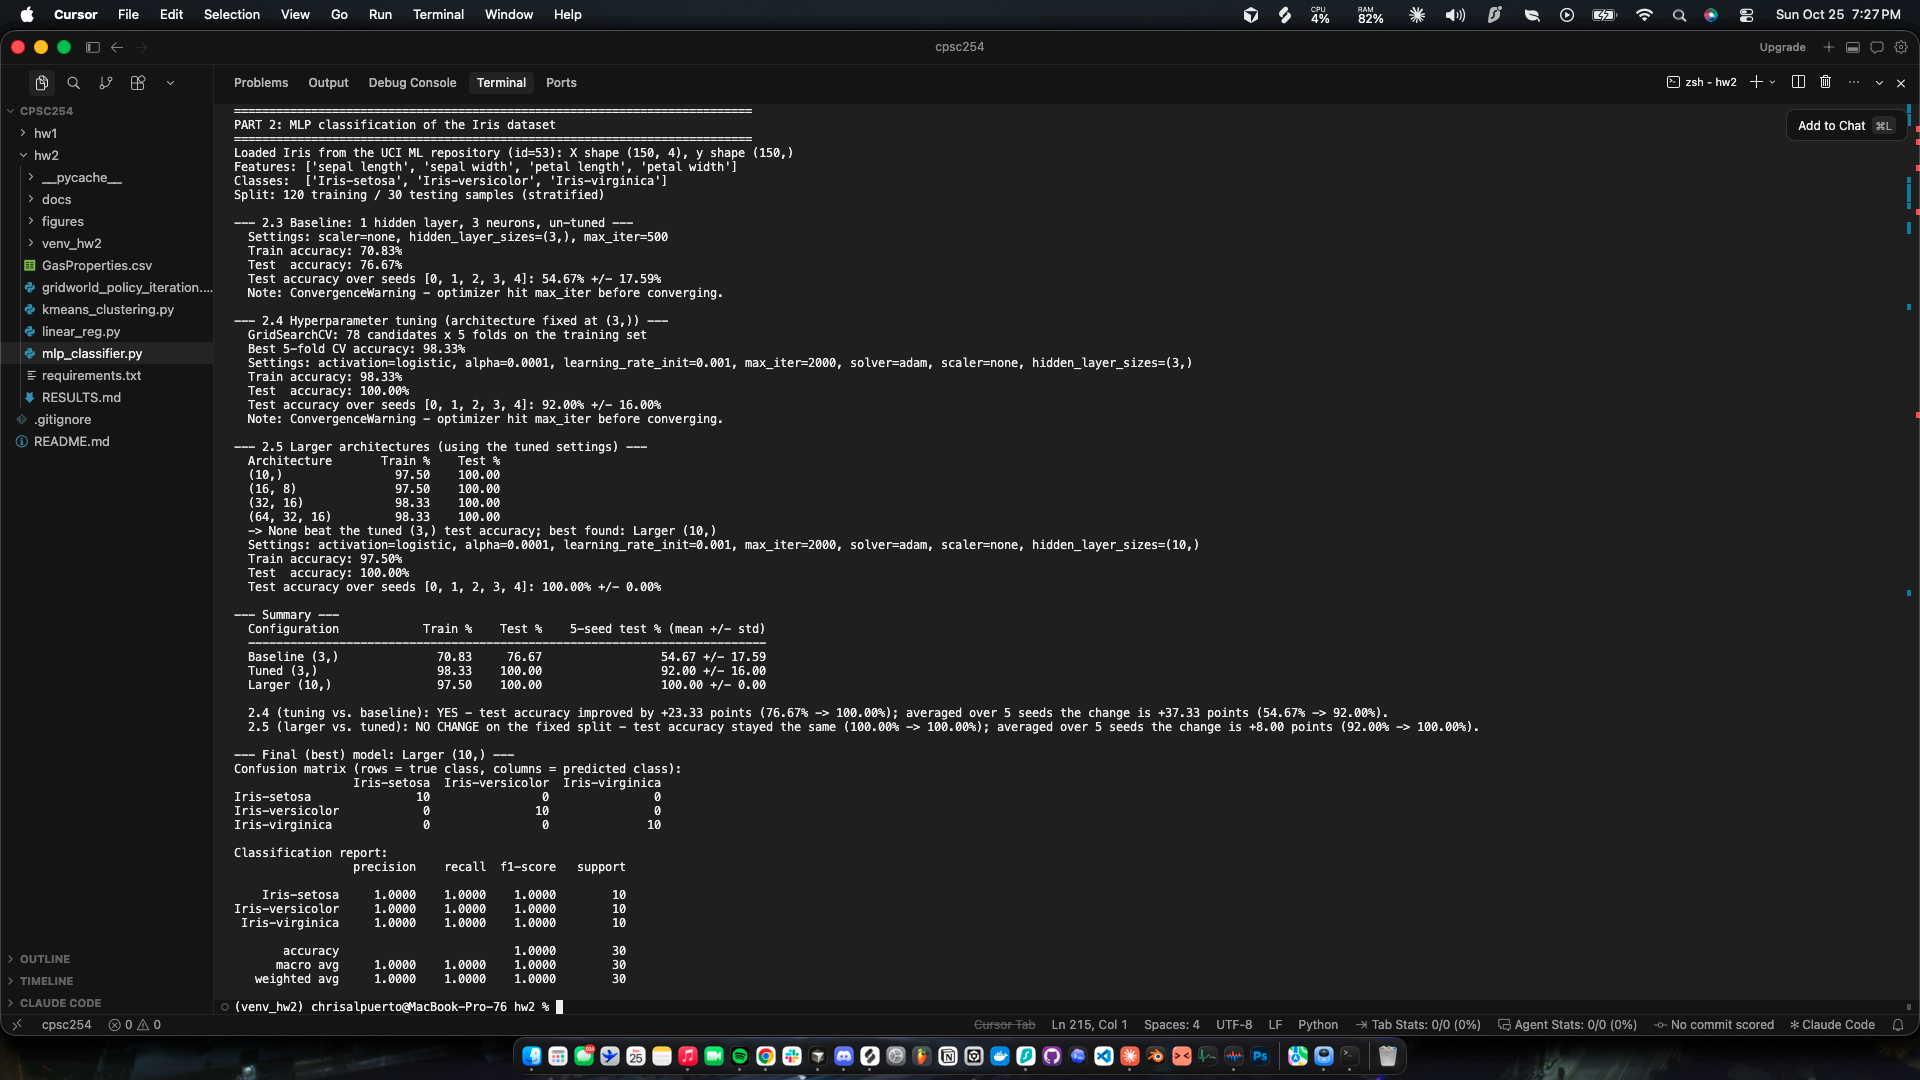 Cursor File Edit Selection View Go Run Terminal Window Help CPU 4% RAM 82% Sun Oct 25 7:27 PM
cpsc254 Upgrade
Problems Output Debug Console Terminal Ports zsh - hw2
Add to Chat ⌘L
CPSC254
hw1
hw2
__pycache__
docs
figures
venv_hw2
GasProperties.csv
gridworld_policy_iteration....
kmeans_clustering.py
linear_reg.py
mlp_classifier.py
requirements.txt
RESULTS.md
.gitignore
README.md
OUTLINE
TIMELINE
CLAUDE CODE
==========================================================================
PART 2: MLP classification of the Iris dataset
==========================================================================
Loaded Iris from the UCI ML repository (id=53): X shape (150, 4), y shape (150,)
Features: ['sepal length', 'sepal width', 'petal length', 'petal width']
Classes:  ['Iris-setosa', 'Iris-versicolor', 'Iris-virginica']
Split: 120 training / 30 testing samples (stratified)
--- 2.3 Baseline: 1 hidden layer, 3 neurons, un-tuned ---
Settings: scaler=none, hidden_layer_sizes=(3,), max_iter=500
Train accuracy: 70.83%
Test  accuracy: 76.67%
Test accuracy over seeds [0, 1, 2, 3, 4]: 54.67% +/- 17.59%
Note: ConvergenceWarning - optimizer hit max_iter before converging.
--- 2.4 Hyperparameter tuning (architecture fixed at (3,)) ---
GridSearchCV: 78 candidates x 5 folds on the training set
Best 5-fold CV accuracy: 98.33%
Settings: activation=logistic, alpha=0.0001, learning_rate_init=0.001, max_iter=2000, solver=adam, scaler=none, hidden_layer_sizes=(3,)
Train accuracy: 98.33%
Test  accuracy: 100.00%
Test accuracy over seeds [0, 1, 2, 3, 4]: 92.00% +/- 16.00%
Note: ConvergenceWarning - optimizer hit max_iter before converging.
--- 2.5 Larger architectures (using the tuned settings) ---
Architecture       Train %    Test %
(10,)                97.50    100.00
(16, 8)              97.50    100.00
(32, 16)             98.33    100.00
(64, 32, 16)         98.33    100.00
-> None beat the tuned (3,) test accuracy; best found: Larger (10,)
Settings: activation=logistic, alpha=0.0001, learning_rate_init=0.001, max_iter=2000, solver=adam, scaler=none, hidden_layer_sizes=(10,)
Train accuracy: 97.50%
Test  accuracy: 100.00%
Test accuracy over seeds [0, 1, 2, 3, 4]: 100.00% +/- 0.00%
--- Summary ---
Configuration            Train %    Test %    5-seed test % (mean +/- std)
--------------------------------------------------------------------------
Baseline (3,)              70.83     76.67               54.67 +/- 17.59
Tuned (3,)                 98.33    100.00               92.00 +/- 16.00
Larger (10,)               97.50    100.00               100.00 +/- 0.00
2.4 (tuning vs. baseline): YES - test accuracy improved by +23.33 points (76.67% -> 100.00%); averaged over 5 seeds the change is +37.33 points (54.67% -> 92.00%).
2.5 (larger vs. tuned): NO CHANGE on the fixed split - test accuracy stayed the same (100.00% -> 100.00%); averaged over 5 seeds the change is +8.00 points (92.00% -> 100.00%).
--- Final (best) model: Larger (10,) ---
Confusion matrix (rows = true class, columns = predicted class):
Iris-setosa  Iris-versicolor  Iris-virginica
Iris-setosa               10                0               0
Iris-versicolor            0               10               0
Iris-virginica             0                0              10
Classification report:
precision    recall  f1-score   support
Iris-setosa     1.0000    1.0000    1.0000        10
Iris-versicolor     1.0000    1.0000    1.0000        10
Iris-virginica     1.0000    1.0000    1.0000        10
accuracy                         1.0000        30
macro avg     1.0000    1.0000    1.0000        30
weighted avg     1.0000    1.0000    1.0000        30
(venv_hw2) chrisalpuerto@MacBook-Pro-76 hw2 %
cpsc254 0 0 Cursor Tab Ln 215, Col 1 Spaces: 4 UTF-8 LF Python Tab Stats: 0/0 (0%) Agent Stats: 0/0 (0%) No commit scored Claude Code
25 Ps